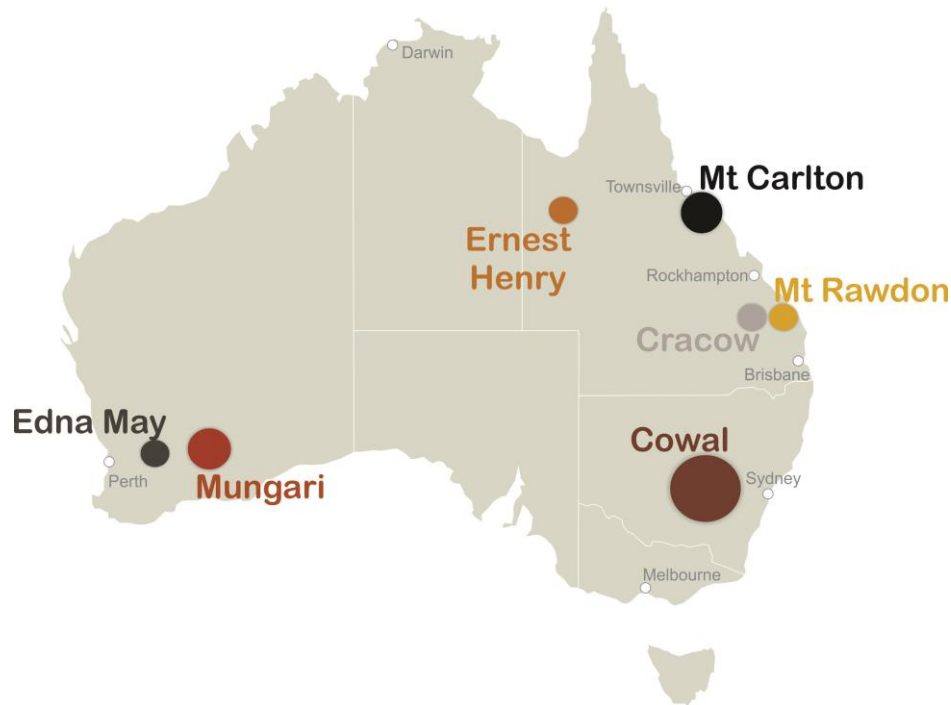 Darwin
Townsville
Mt Carlton
Ernest
Henry
Rockhampton
Mt Rawdon
Cracow
Brisbane
Edna May
Cowal
Perth
Mungari
Sydney
Melbourne